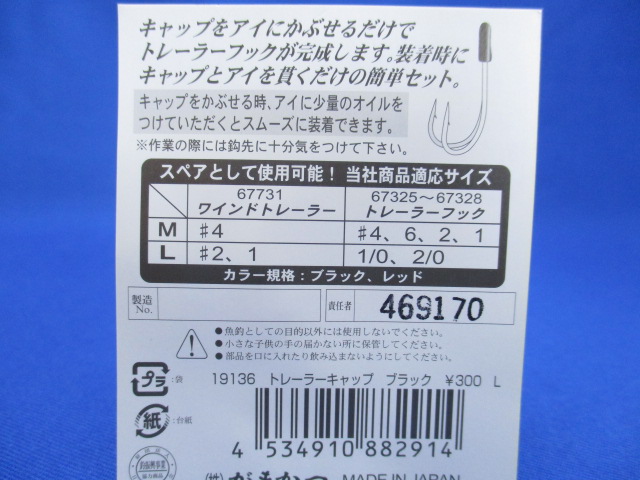 キャップをアイにかぶせるだけで
トレーラーフックが完成します。装着時に
キャップとアイを貫くだけの簡単セット。
キャップをかぶせる時、アイに少量のオイルを
つけていただくとスムーズに装着できます。
※作業の際には鈎先に十分気をつけて下さい。
スペアとして使用可能！ 当社商品適応サイズ
67731 67325～67328
ワインドトレーラー トレーラーフック
M ♯4 ♯4、6、2、1
L ♯2、1 1/0、2/0
カラー規格：ブラック、レッド
製造No. 責任者 469170
●魚釣としての目的以外には使用しないでください。
●小さな子供の手の届かない所に保管してください。
●部品を口に入れたり飲み込まないようにしてください。
プラ :袋
紙 :台紙
19136 トレーラーキャップ ブラック ¥300 L
4 534910 882914
㈱がまかつ MADE IN JAPAN